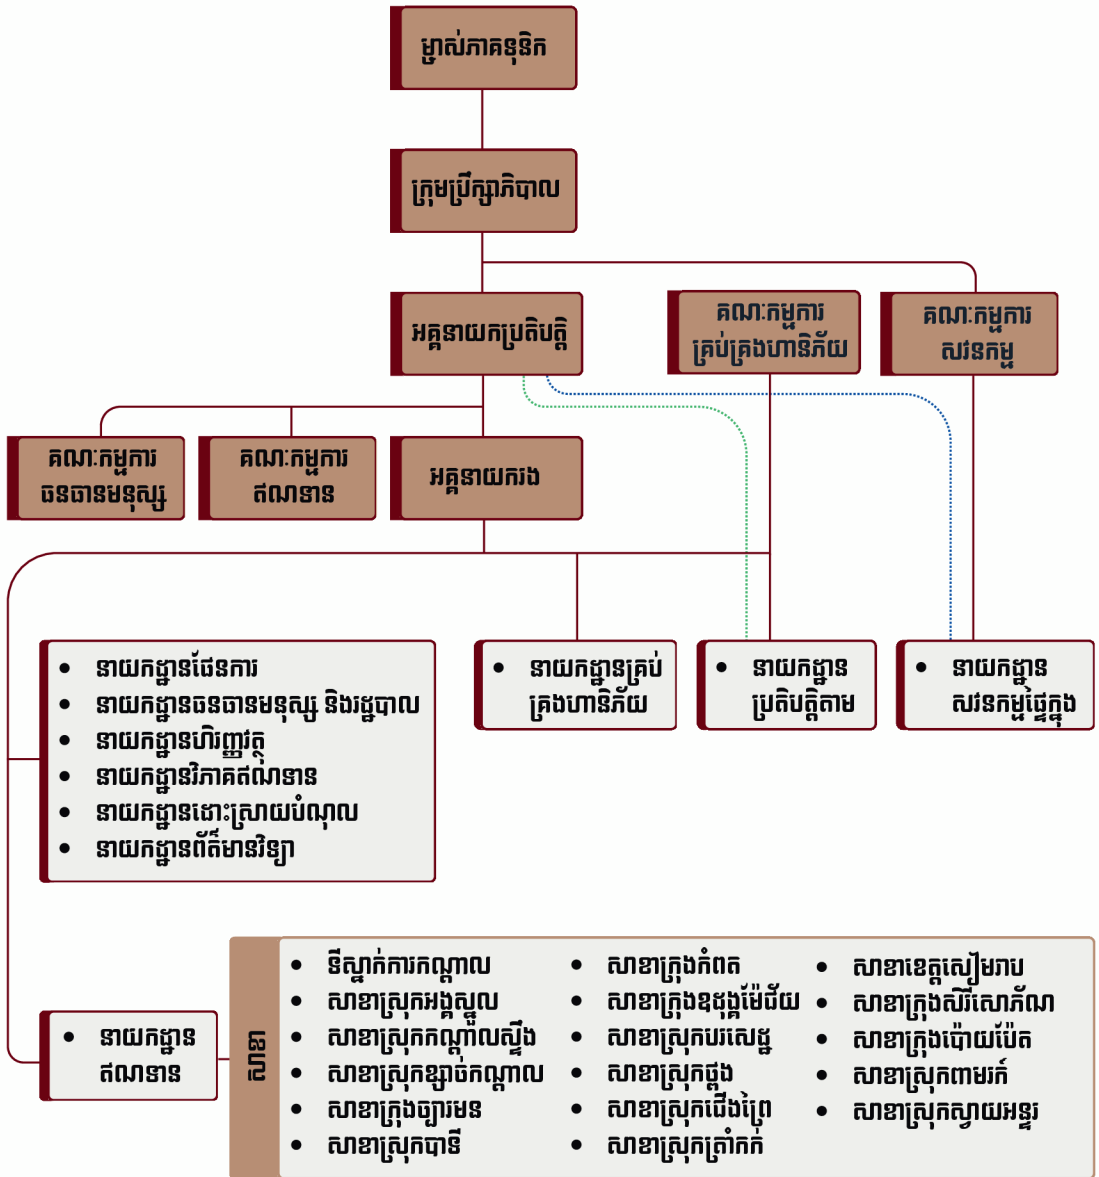 ម្ចាស់ភាគទុនិក
ក្រុមប្រឹក្សាភិបាល
អគ្គនាយកប្រតិបត្តិ
គណៈកម្មការ
គ្រប់គ្រងហានិភ័យ
គណៈកម្មការ
សវនកម្ម
គណៈកម្មការ
ធនធានមនុស្ស
គណៈកម្មការ
ឥណទាន
អគ្គនាយករង
នាយកដ្ឋានផែនការ
នាយកដ្ឋានធនធានមនុស្ស និងរដ្ឋបាល
នាយកដ្ឋានហិរញ្ញវត្ថុ
នាយកដ្ឋានវិភាគឥណទាន
នាយកដ្ឋានដោះស្រាយបំណុល
នាយកដ្ឋានព័ត៌មានវិទ្យា
នាយកដ្ឋានគ្រប់
គ្រងហានិភ័យ
នាយកដ្ឋាន
ប្រតិបត្តិតាម
នាយកដ្ឋាន
សវនកម្មផ្ទៃក្នុង
នាយកដ្ឋាន
ឥណទាន
សាខា
ទីស្នាក់ការកណ្តាល
សាខាស្រុកអង្គស្នួល
សាខាស្រុកកណ្តាលស្ទឹង
សាខាស្រុកខ្សាច់កណ្តាល
សាខាក្រុងច្បារមន
សាខាស្រុកបាទី
សាខាក្រុងកំពត
សាខាក្រុងឧដុង្គម៉ែជ័យ
សាខាស្រុកបរសេដ្ឋ
សាខាស្រុកថ្ពង
សាខាស្រុកជើងព្រៃ
សាខាស្រុកត្រាំកក់
សាខាខេត្តសៀមរាប
សាខាក្រុងសិរីសោភ័ណ
សាខាក្រុងប៉ោយប៉ែត
សាខាស្រុកពាមរក៍
សាខាស្រុកស្វាយអន្ទរ